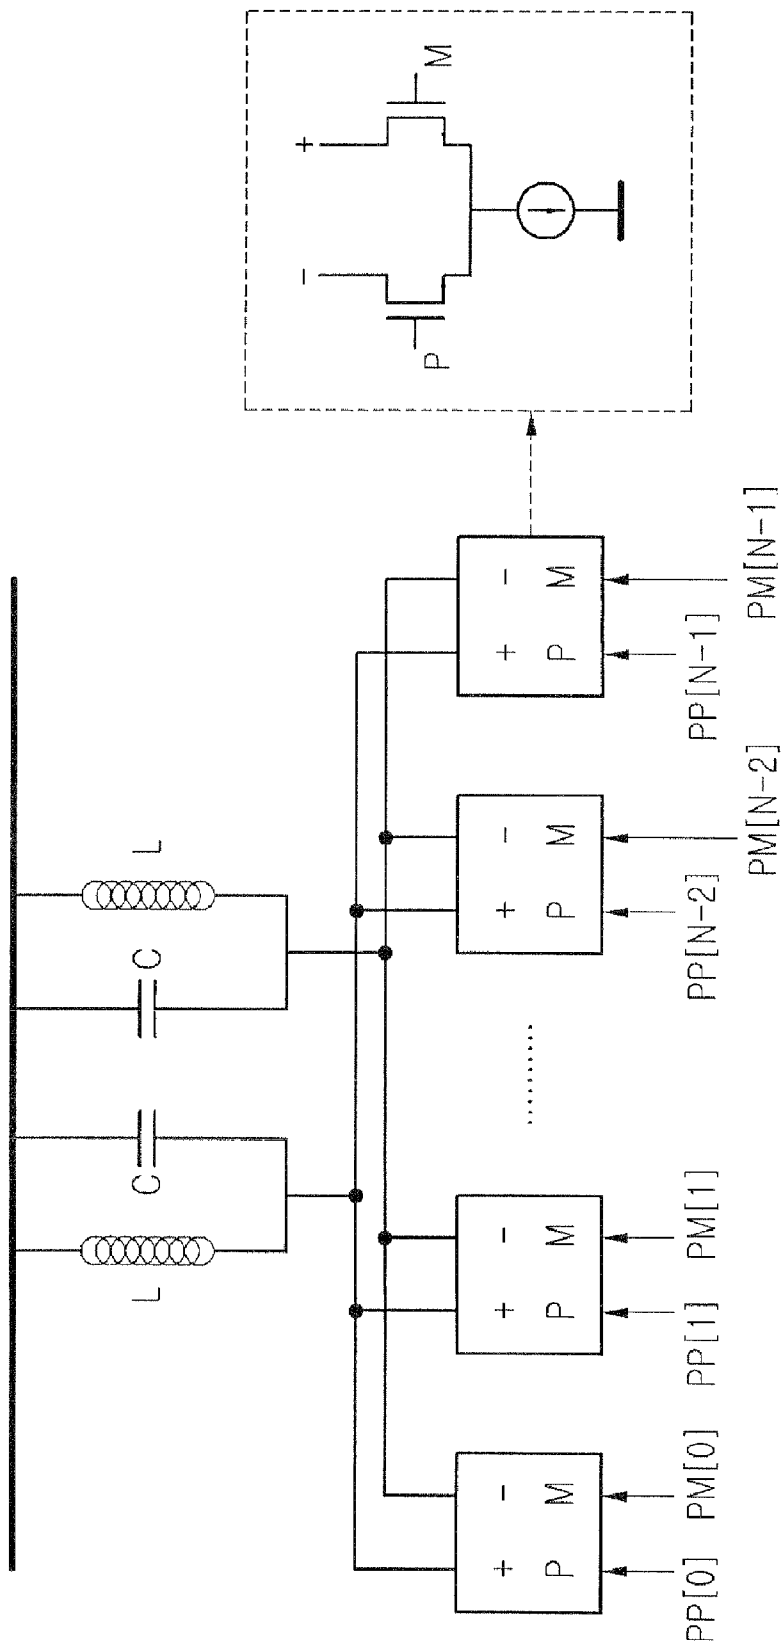 L C C L
− +
P M
+ − + − + − + −
P M P M ········· P M P M
PP[0] PM[0] PP[1] PM[1] PP[N-2] PM[N-2] PP[N-1] PM[N-1]